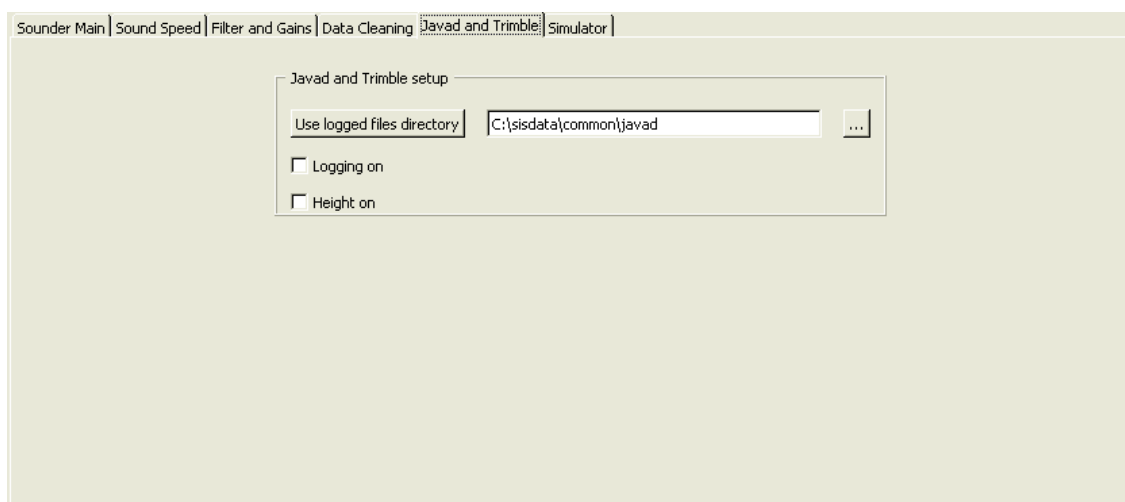 Sounder Main Sound Speed Filter and Gains Data Cleaning Javad and Trimble Simulator
Javad and Trimble setup
Use logged files directory C:\sisdata\common\javad ...
Logging on
Height on